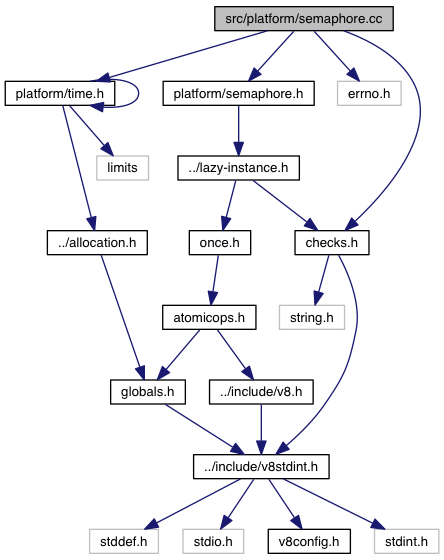 src/platform/semaphore.cc
platform/time.h
platform/semaphore.h
errno.h
limits
../lazy-instance.h
../allocation.h
once.h
checks.h
atomicops.h
string.h
globals.h
../include/v8.h
../include/v8stdint.h
stddef.h
stdio.h
v8config.h
stdint.h